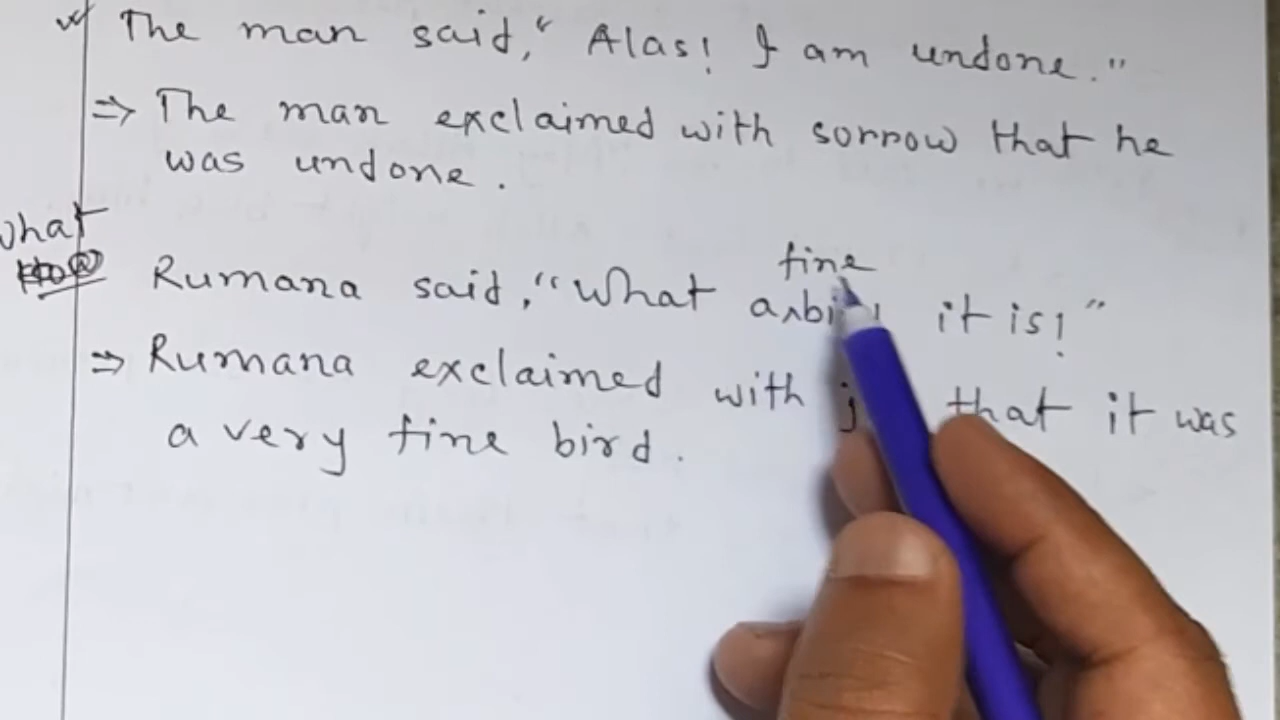 v/ The man said, "Alas! I am undone."
⇒ The man exclaimed with sorrow that he
was undone.
what
Rumana said, "What a fine it is!"
⇒ Rumana exclaimed with that it was
a very fine bird.